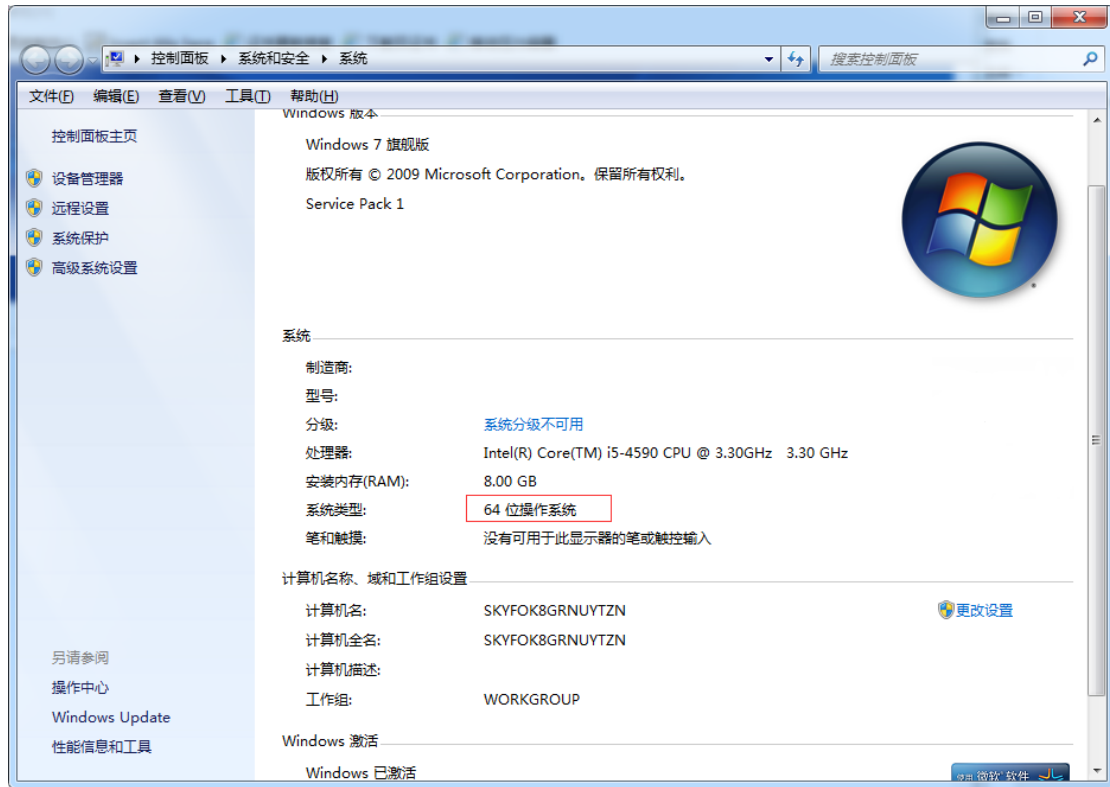 控制面板 ▸ 系统和安全 ▸ 系统
搜索控制面板
文件(F) 编辑(E) 查看(V) 工具(T) 帮助(H)
控制面板主页
设备管理器
远程设置
系统保护
高级系统设置
另请参阅
操作中心
Windows Update
性能信息和工具
Windows 版本
Windows 7 旗舰版
版权所有 © 2009 Microsoft Corporation。保留所有权利。
Service Pack 1
系统
制造商:
型号:
分级: 系统分级不可用
处理器: Intel(R) Core(TM) i5-4590 CPU @ 3.30GHz 3.30 GHz
安装内存(RAM): 8.00 GB
系统类型: 64 位操作系统
笔和触摸: 没有可用于此显示器的笔或触控输入
计算机名称、域和工作组设置
计算机名: SKYFOK8GRNUYTZN 更改设置
计算机全名: SKYFOK8GRNUYTZN
计算机描述:
工作组: WORKGROUP
Windows 激活
Windows 已激活
使用 微软 软件